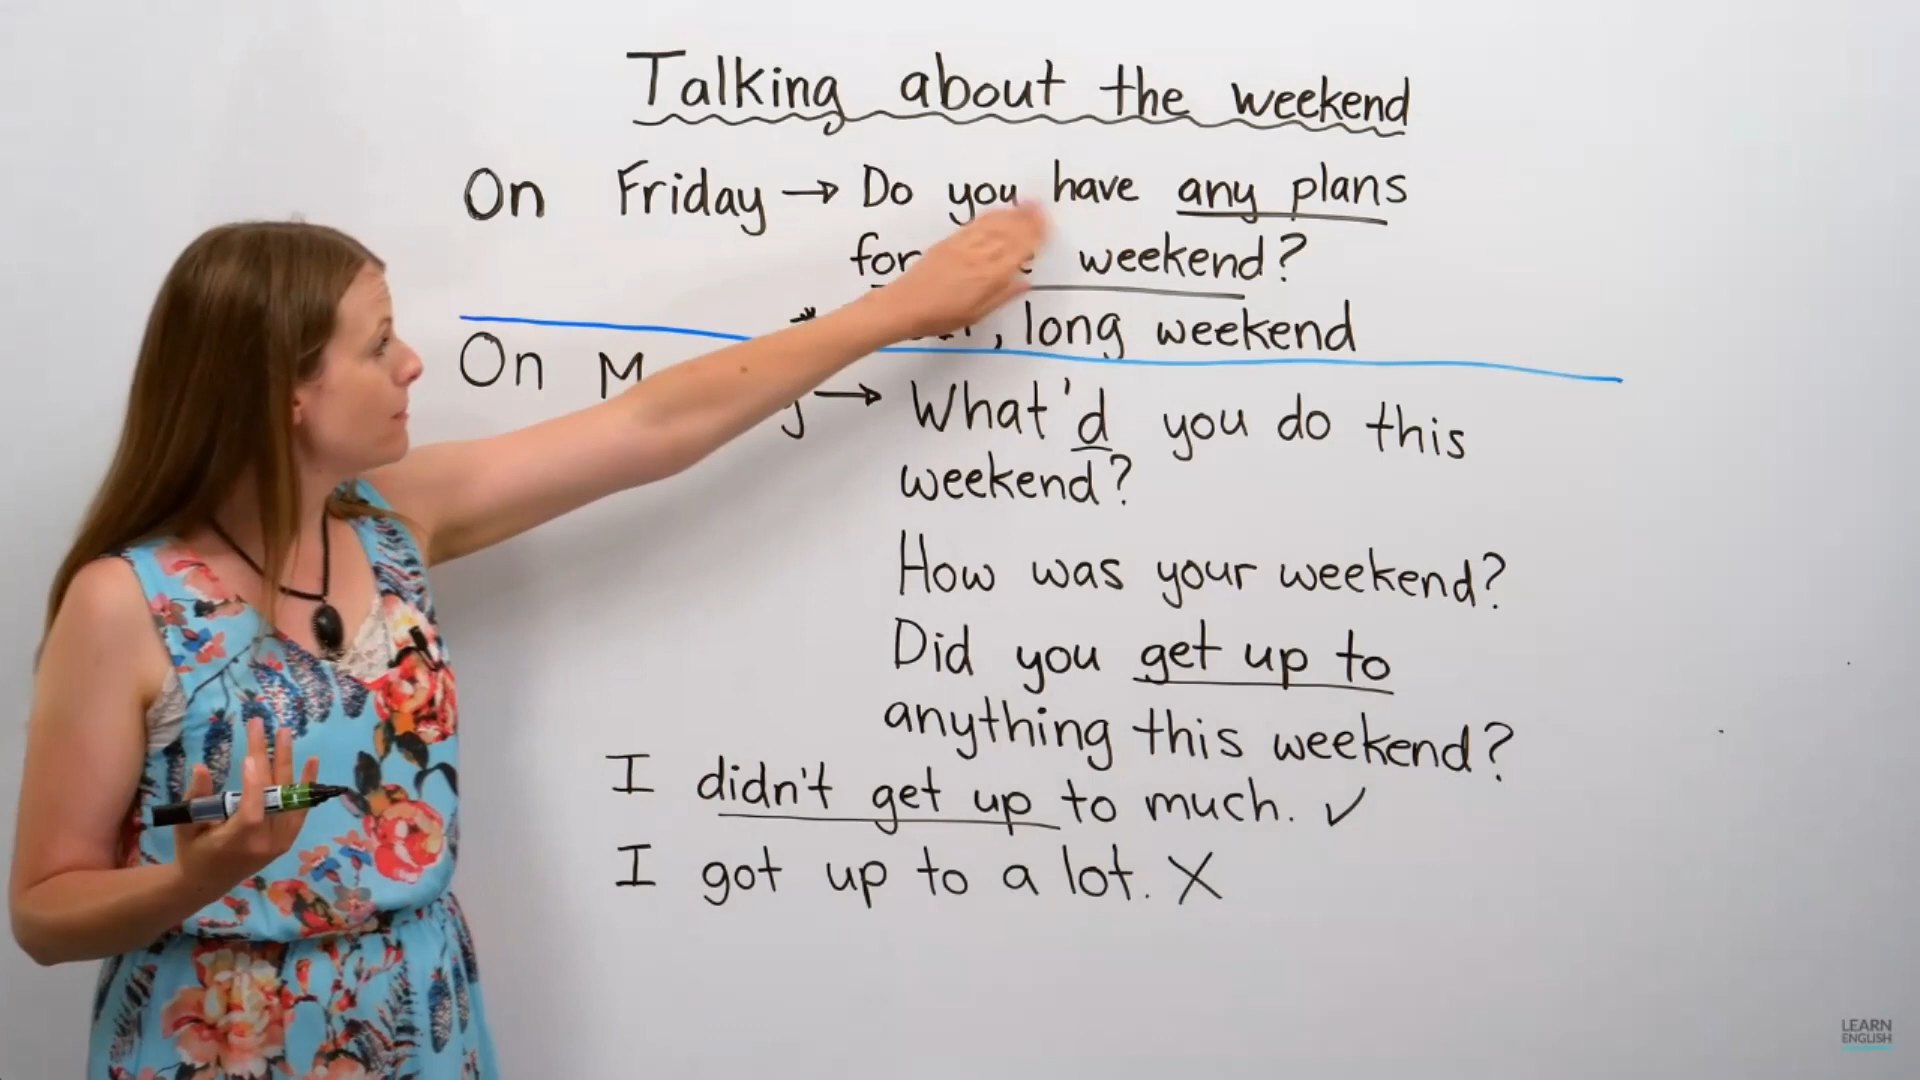 Talking about the weekend
On Friday → Do you have any plans
for weekend?
, long weekend
On → What'd you do this
weekend?
How was your weekend?
Did you get up to
anything this weekend?
I didn't get up to much. ✓
I got up to a lot. X
LEARN
ENGLISH